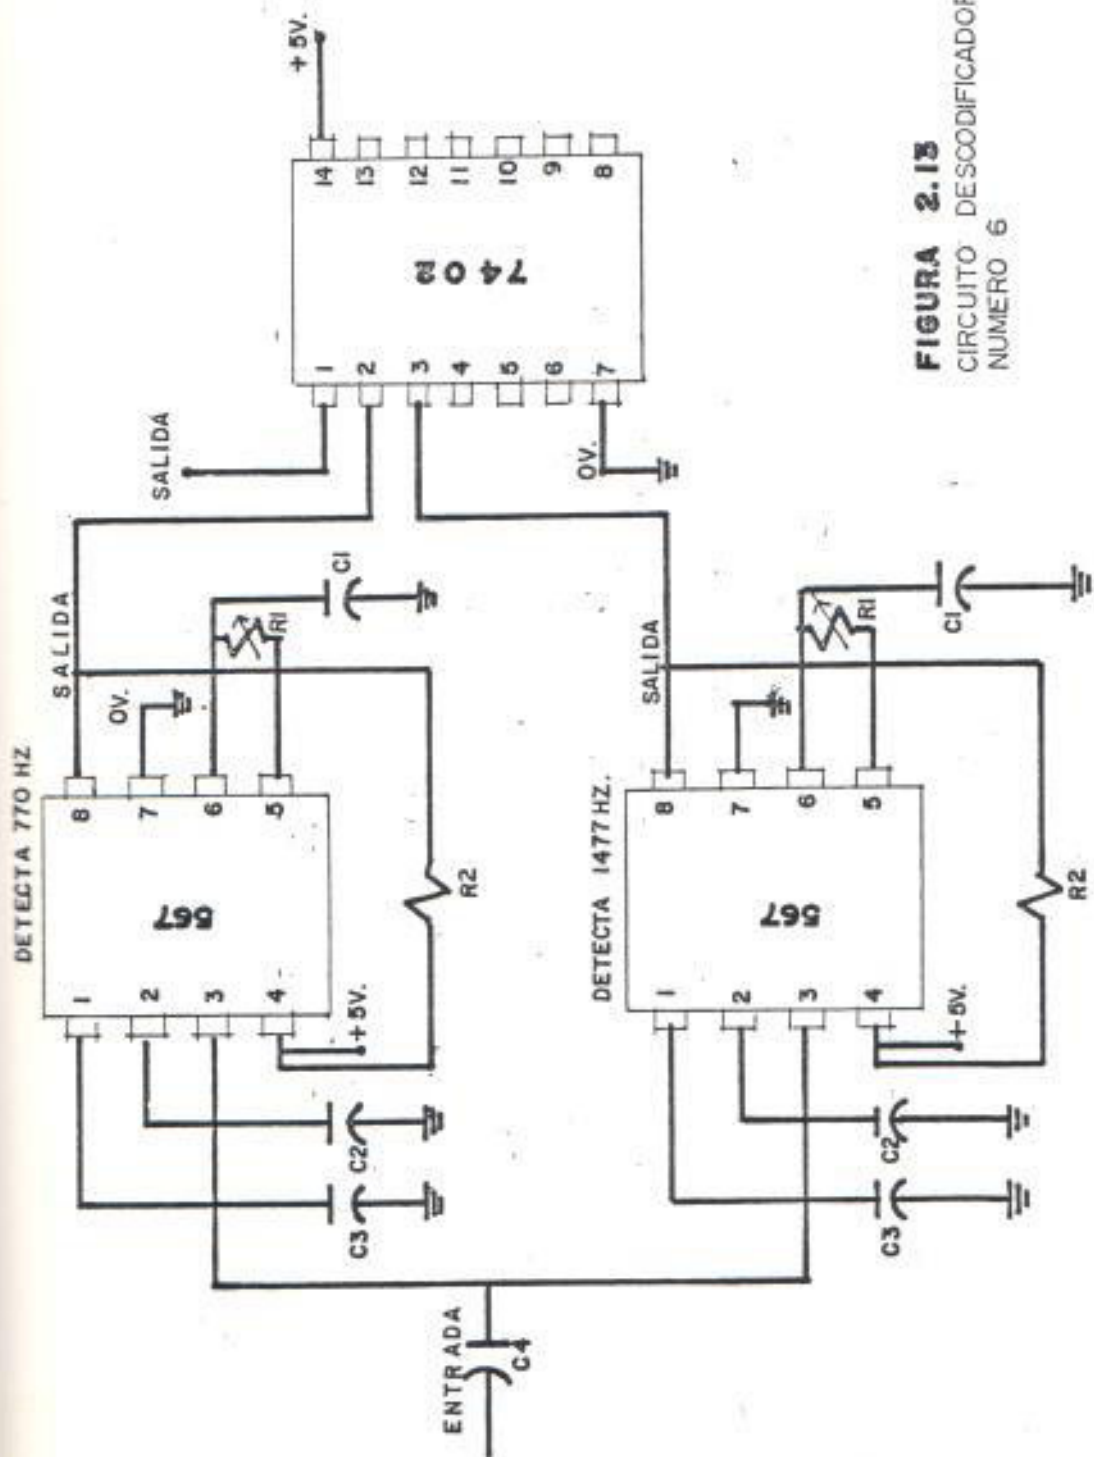 DETECTA 770 HZ
567
1
2
3
4
5
6
7
8
SALIDA
0V.
R1
C1
+5V.
R2
C2
C3
ENTRADA
C4
DETECTA 1477 HZ.
567
1
2
3
4
5
6
7
8
SALIDA
R1
C1
+5V.
R2
C2
C3
SALIDA
7402
1
2
3
4
5
6
7
8
9
10
11
12
13
14
+5V.
0V.
FIGURA 2.13
CIRCUITO DESCODIFICADOR
NUMERO 6